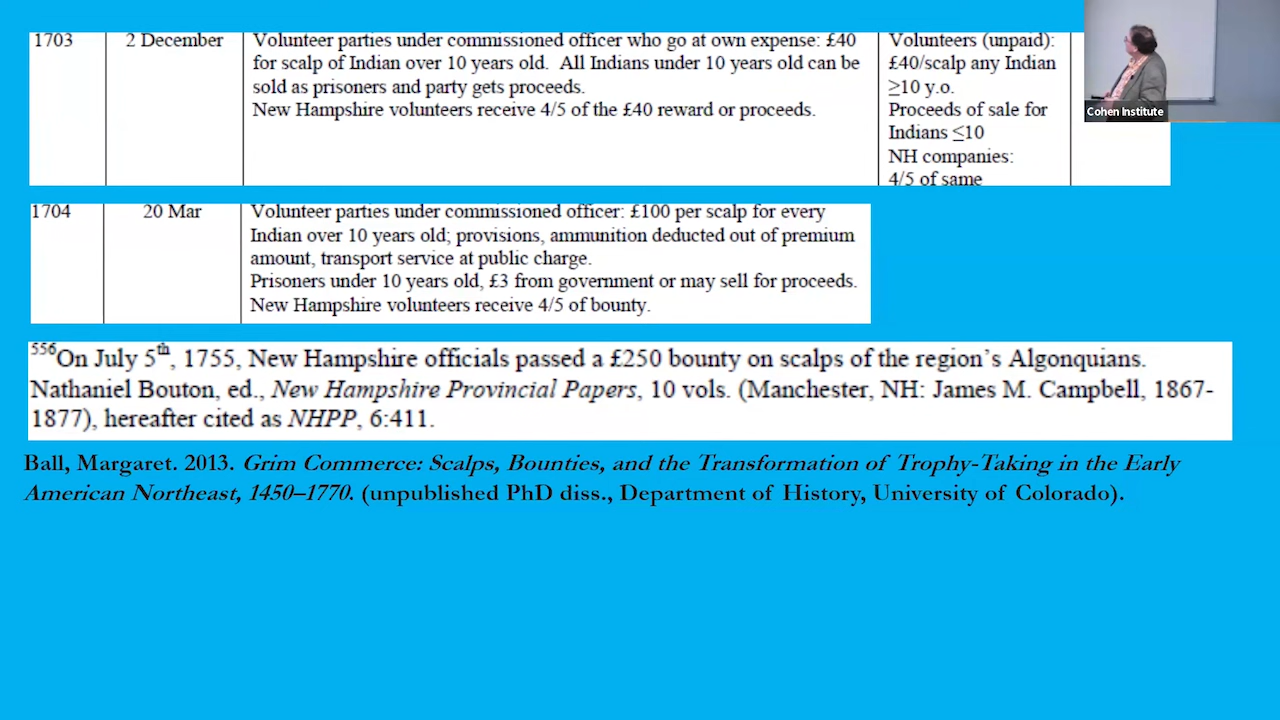 1703
2 December
Volunteer parties under commissioned officer who go at own expense: £40
for scalp of Indian over 10 years old.  All Indians under 10 years old can be
sold as prisoners and party gets proceeds.
New Hampshire volunteers receive 4/5 of the £40 reward or proceeds.
Volunteers (unpaid):
£40/scalp any Indian
≥10 y.o.
Proceeds of sale for
Indians ≤10
NH companies:
4/5 of same
Cohen Institute
1704
20 Mar
Volunteer parties under commissioned officer: £100 per scalp for every
Indian over 10 years old; provisions, ammunition deducted out of premium
amount, transport service at public charge.
Prisoners under 10 years old, £3 from government or may sell for proceeds.
New Hampshire volunteers receive 4/5 of bounty.
556On July 5th, 1755, New Hampshire officials passed a £250 bounty on scalps of the region's Algonquians.
Nathaniel Bouton, ed., New Hampshire Provincial Papers, 10 vols. (Manchester, NH: James M. Campbell, 1867-
1877), hereafter cited as NHPP, 6:411.
Ball, Margaret. 2013. Grim Commerce: Scalps, Bounties, and the Transformation of Trophy-Taking in the Early
American Northeast, 1450–1770. (unpublished PhD diss., Department of History, University of Colorado).